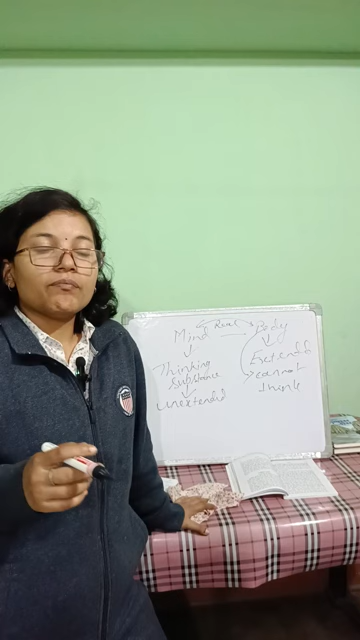 Mind Real Body
Thinking
Substance
unextended
Extended
cannot
think